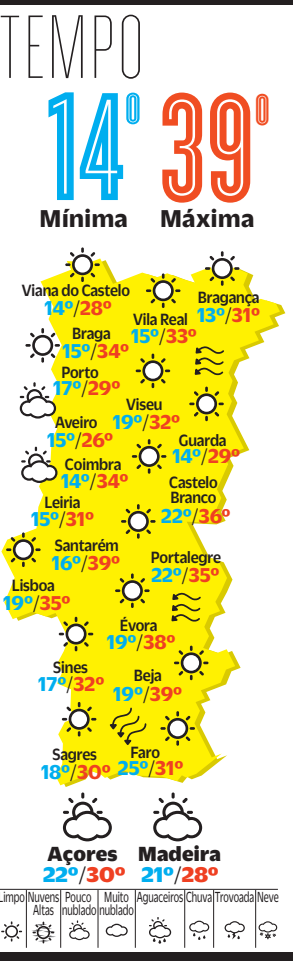 TEMPO
14º 39º
Mínima Máxima
Viana do Castelo
14º/28º
Bragança
13º/31º
Vila Real
15º/33º
Braga
15º/34º
Porto
17º/29º
Viseu
19º/32º
Aveiro
15º/26º
Guarda
14º/29º
Coimbra
14º/34º
Castelo
Branco
22º/36º
Leiria
15º/31º
Santarém
16º/39º
Portalegre
22º/35º
Lisboa
19º/35º
Évora
19º/38º
Sines
17º/32º
Beja
19º/39º
Sagres
18º/30º
Faro
25º/31º
Açores Madeira
22º/30º 21º/28º
Limpo Nuvens Altas Pouco nublado Muito nublado Aguaceiros Chuva Trovoada Neve